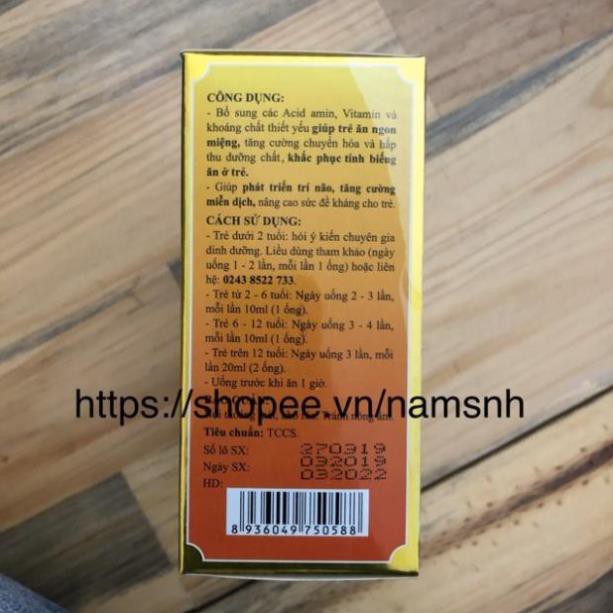 CÔNG DỤNG:
- Bổ sung các Acid amin, Vitamin và
khoáng chất thiết yếu giúp trẻ ăn ngon
miệng, tăng cường chuyển hóa và hấp
thu dưỡng chất, khắc phục tình biếng
ăn ở trẻ.
- Giúp phát triển trí não, tăng cường
miễn dịch, nâng cao sức đề kháng cho trẻ.
CÁCH SỬ DỤNG:
- Trẻ dưới 2 tuổi: hỏi ý kiến chuyên gia
dinh dưỡng. Liều dùng tham khảo (ngày
uống 1 - 2 lần, mỗi lần 1 ống) hoặc liên
hệ: 0243 8522 733.
- Trẻ từ 2 - 6 tuổi: Ngày uống 2 - 3 lần,
mỗi lần 10ml (1 ống).
- Trẻ 6 - 12 tuổi: Ngày uống 3 - 4 lần,
mỗi lần 10ml (1 ống).
- Trẻ trên 12 tuổi: Ngày uống 3 lần, mỗi
lần 20ml (2 ống).
- Uống trước khi ăn 1 giờ.
https://shopee.vn/namsnh
Tiêu chuẩn: TCCS.
Số lô SX: 270319
Ngày SX: 032019
HD: 032022
8 936049 750588